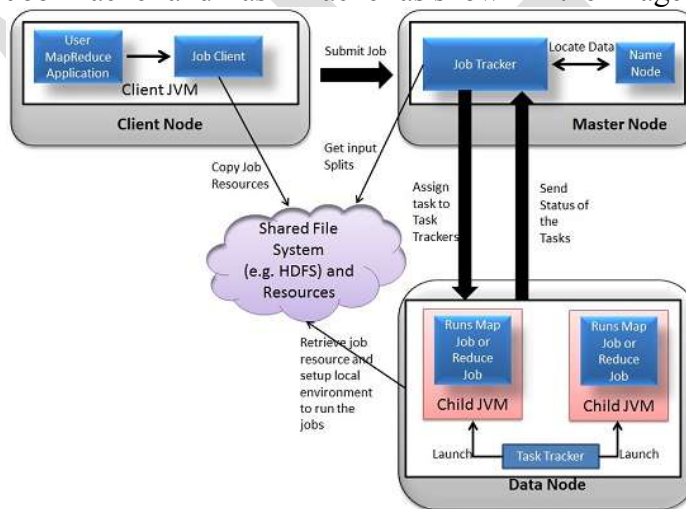 User
MapReduce
Application
Job Client
Client JVM
Client Node
Submit Job
Job Tracker
Locate Data
Name
Node
Master Node
Copy Job
Resources
Get input
Splits
Assign
task to
Task
Trackers
Send
Status of
the
Tasks
Shared File
System
(e.g. HDFS) and
Resources
Retrieve job
resource and
setup local
environment
to run the
jobs
Runs Map
Job or
Reduce
Job
Child JVM
Runs Map
Job or
Reduce
Job
Child JVM
Launch
Task Tracker
Launch
Data Node